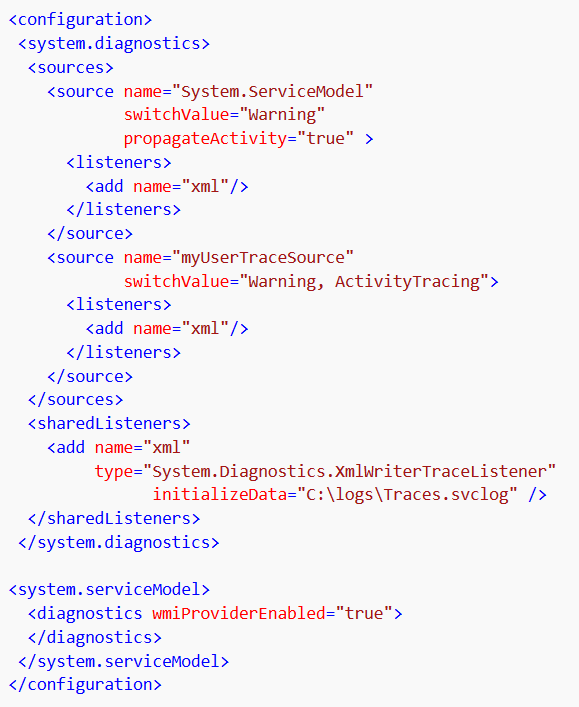 <configuration>
 <system.diagnostics>
  <sources>
    <source name="System.ServiceModel"
            switchValue="Warning"
            propagateActivity="true" >
      <listeners>
        <add name="xml"/>
      </listeners>
    </source>
    <source name="myUserTraceSource"
            switchValue="Warning, ActivityTracing">
      <listeners>
        <add name="xml"/>
      </listeners>
    </source>
  </sources>
  <sharedListeners>
    <add name="xml"
         type="System.Diagnostics.XmlWriterTraceListener"
               initializeData="C:\logs\Traces.svclog" />
  </sharedListeners>
 </system.diagnostics>

<system.serviceModel>
  <diagnostics wmiProviderEnabled="true">
  </diagnostics>
 </system.serviceModel>
</configuration>